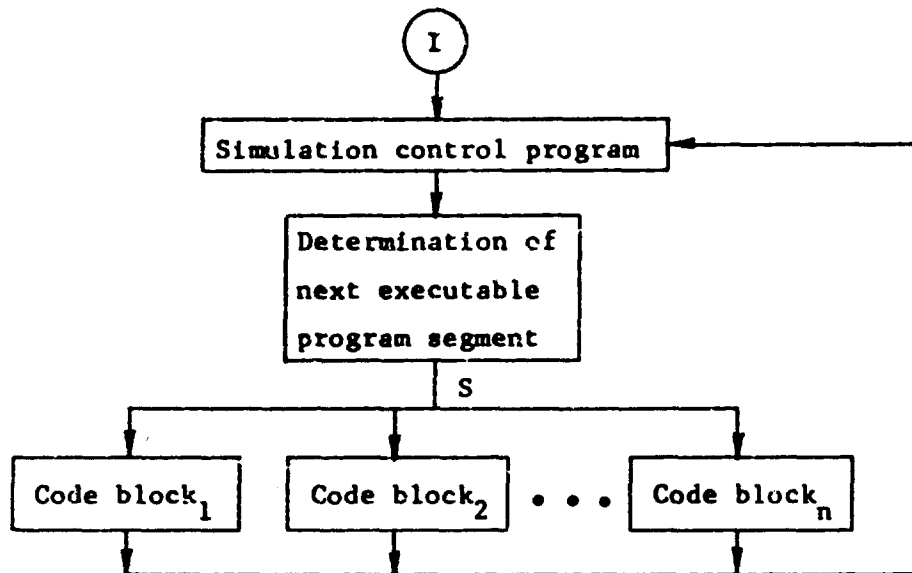 I
Simulation control program
Determination of
next executable
program segment
S
Code block1
Code block2
• • •
Code blockn